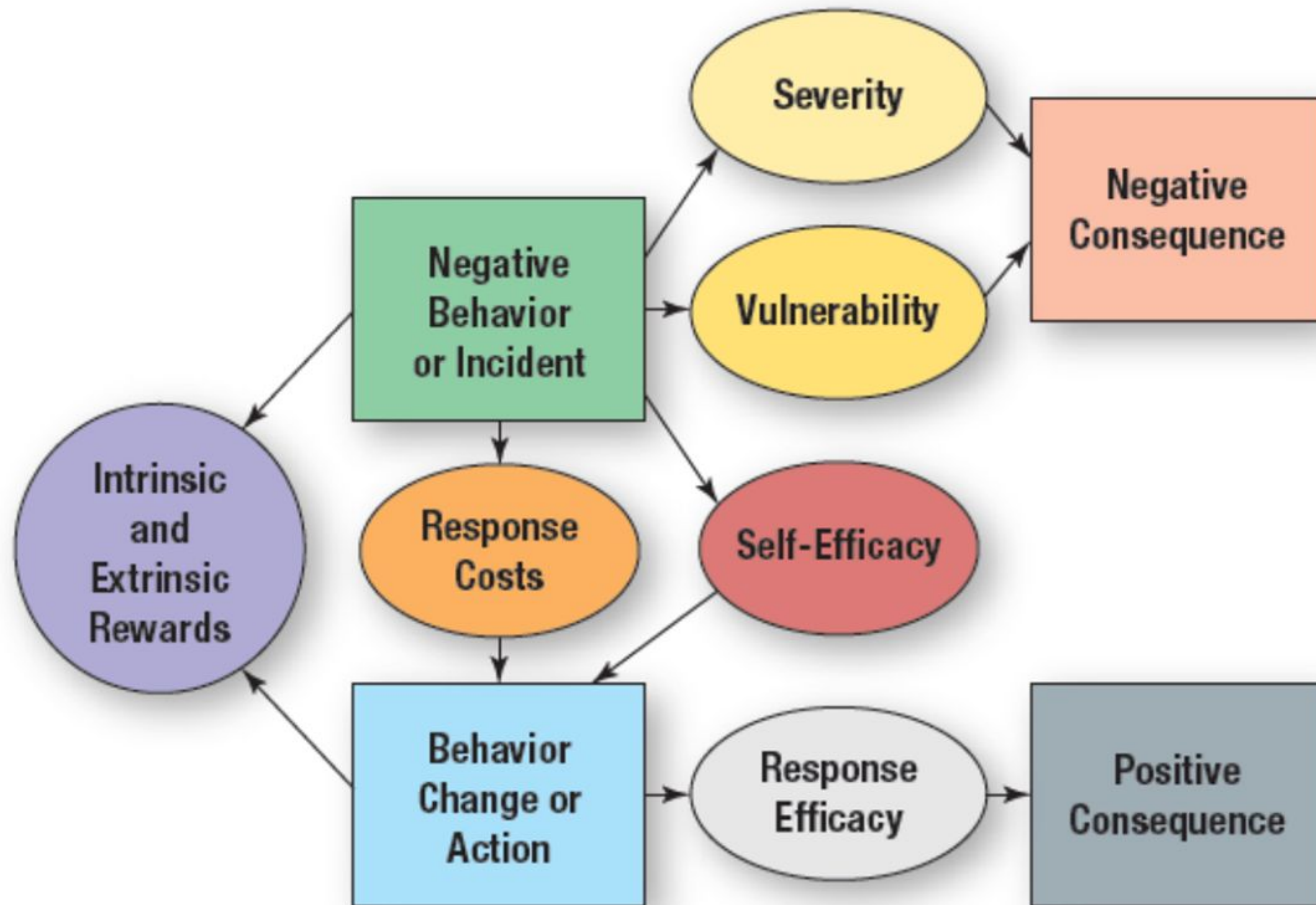 Severity
Negative
Consequence
Negative
Behavior
or Incident
Vulnerability
Intrinsic
and
Extrinsic
Rewards
Response
Costs
Self-Efficacy
Behavior
Change or
Action
Response
Efficacy
Positive
Consequence